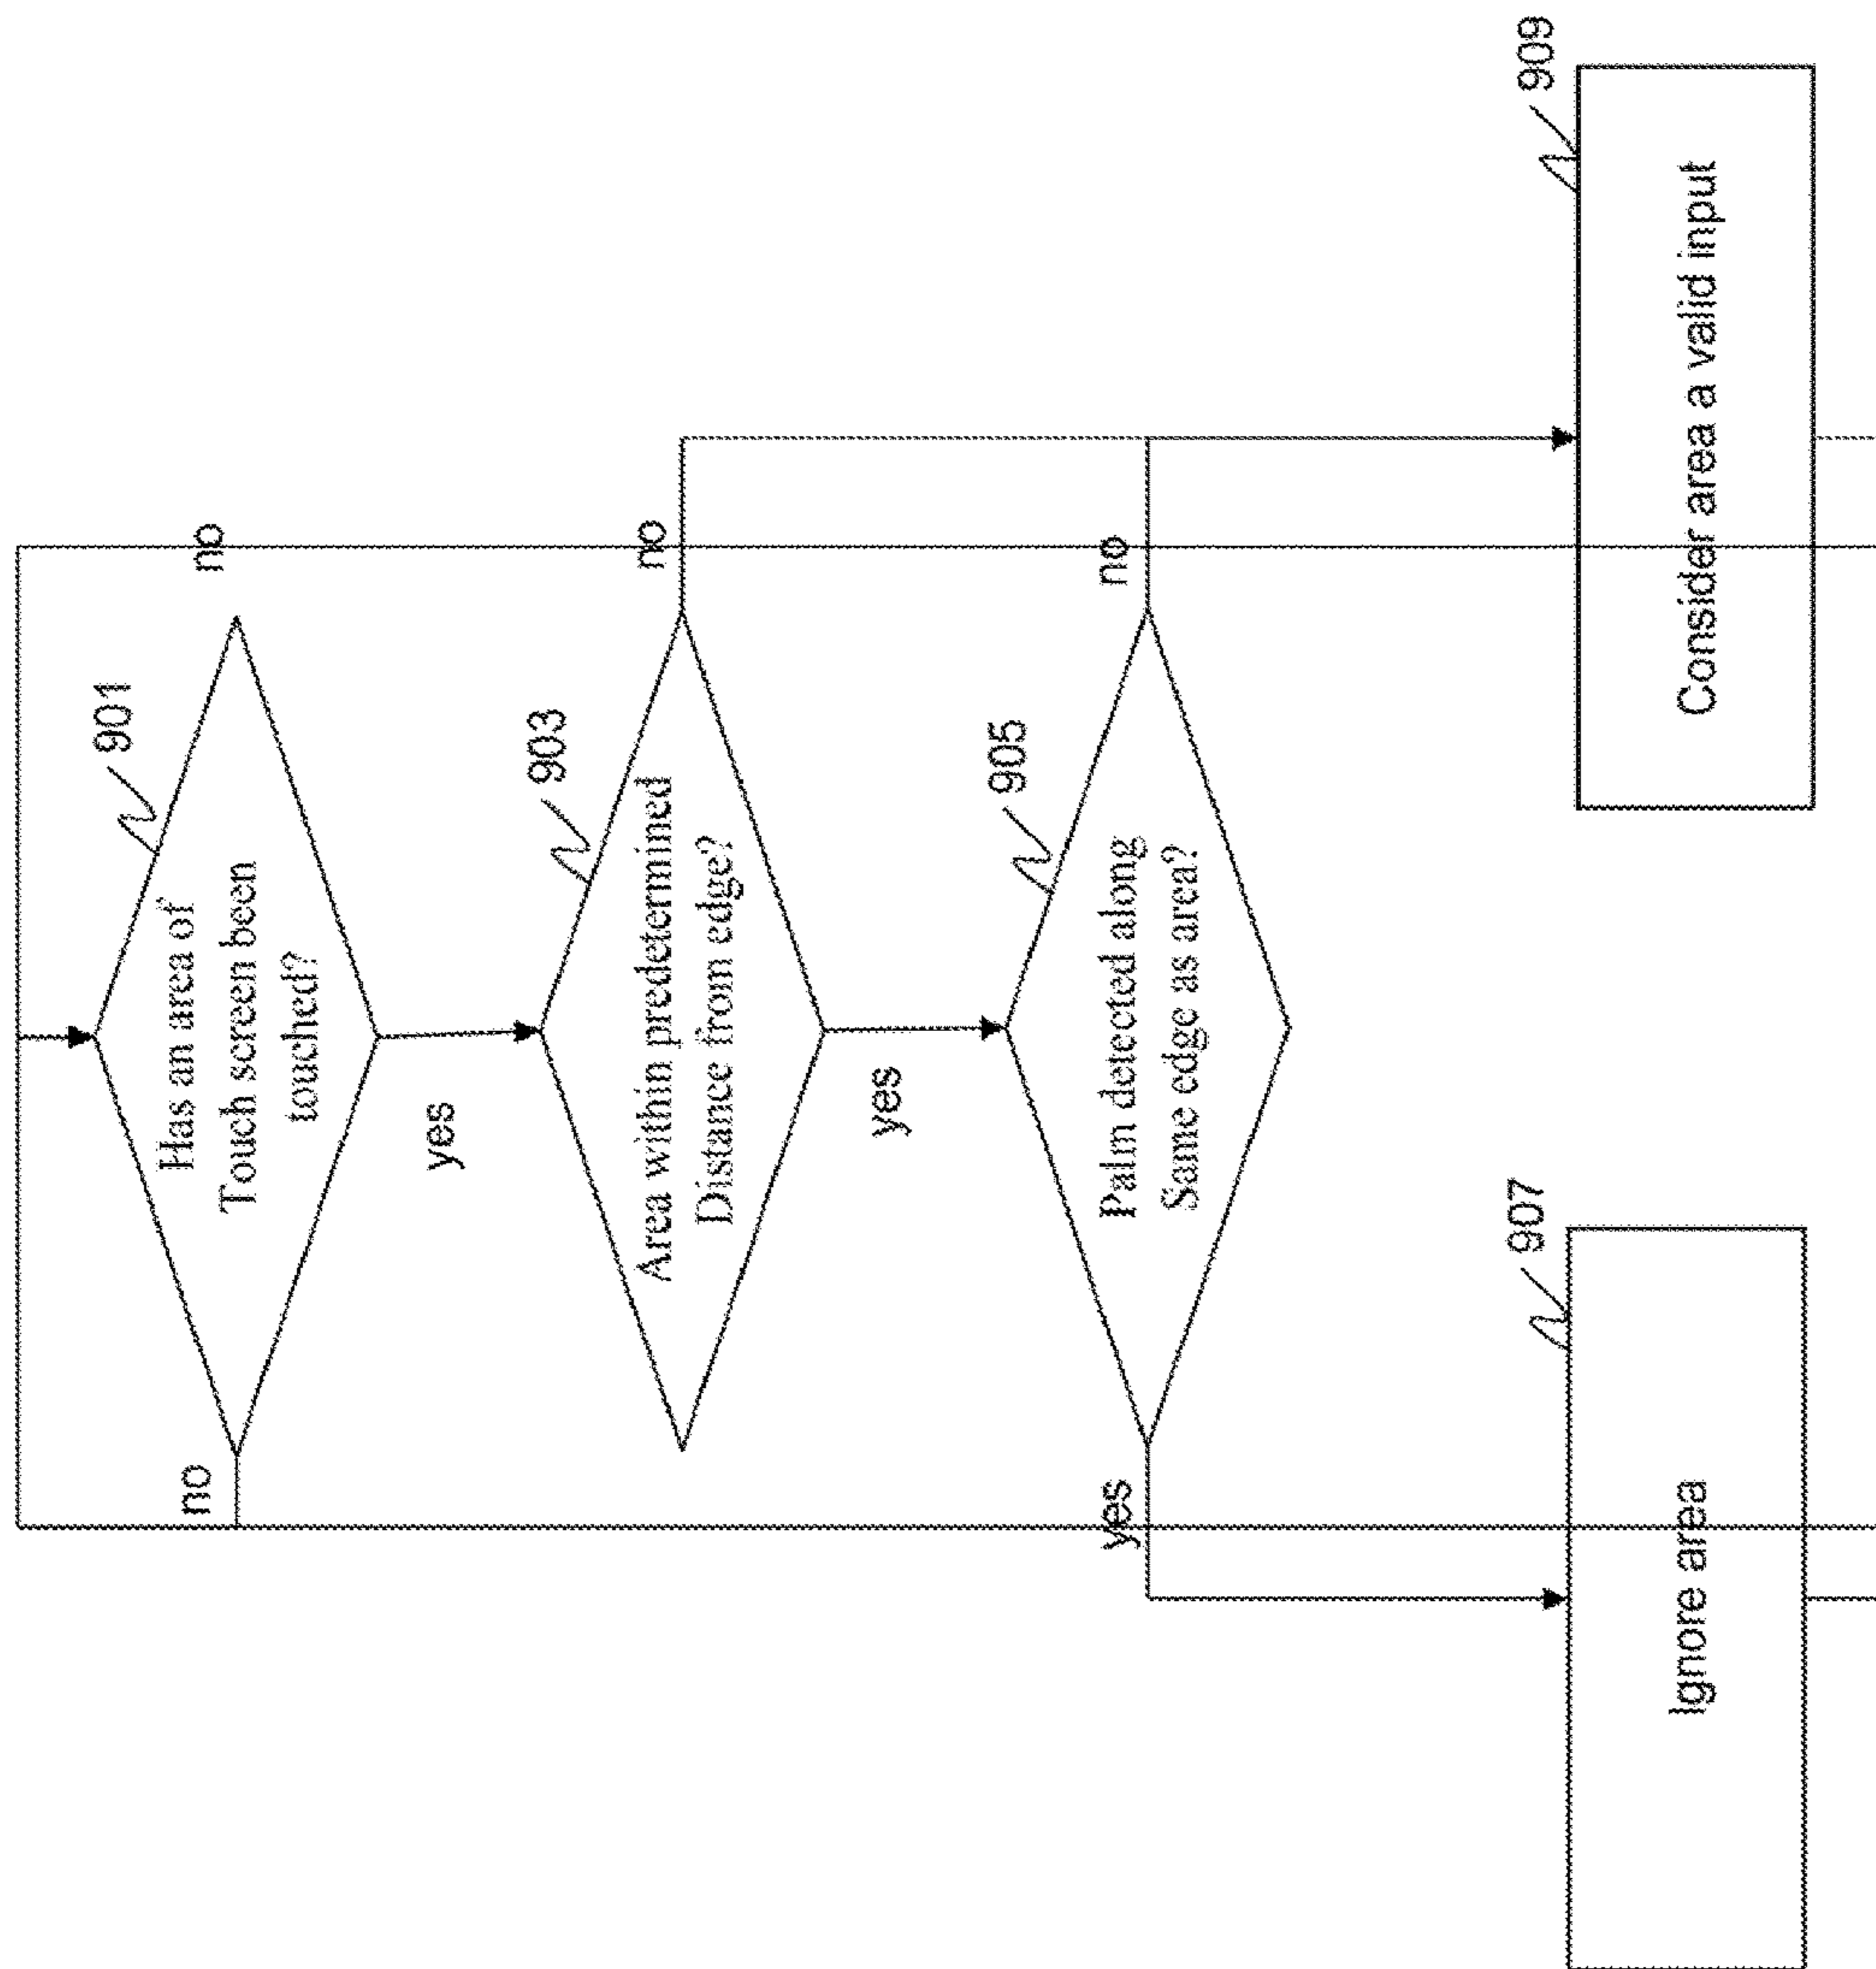 901
Has an area of
Touch screen been
touched?
no
no
yes
903
Area within predetermined
Distance from edge?
no
yes
905
Palm detected along
Same edge as area?
yes
no
907
Ignore area
909
Consider area a valid input